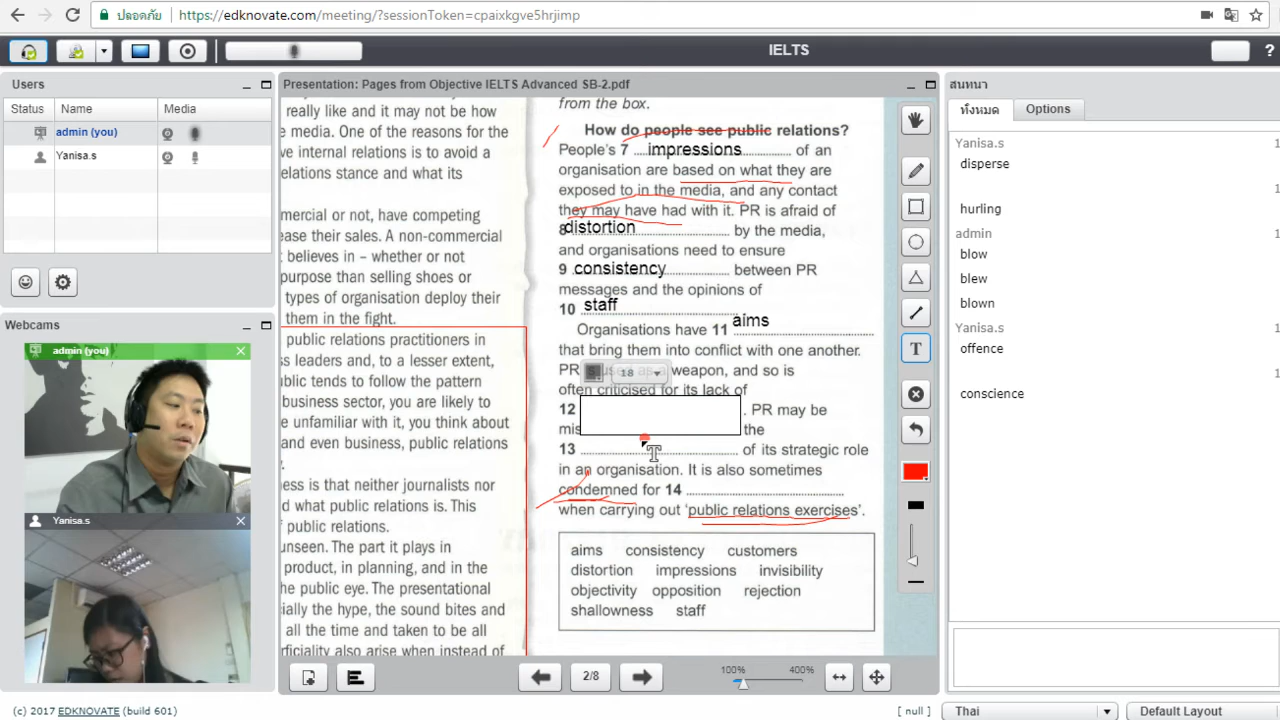 ปลอดภัย https://edknovate.com/meeting/?sessionToken=cpaixkgve5hrjimp
IELTS
?
Users
Status Name Media
admin (you)
Yanisa.s
Webcams
admin (you)
Yanisa.s
Presentation: Pages from Objective IELTS Advanced SB-2.pdf
really like and it may not be how
e media. One of the reasons for the
ve internal relations is to avoid a
elations stance and what its
mercial or not, have competing
ease their sales. A non-commercial
believes in – whether or not
purpose than selling shoes or
types of organisation deploy their
them in the fight.
public relations practitioners in
ss leaders and, to a lesser extent,
ublic tends to follow the pattern
business sector, you are likely to
e unfamiliar with it, you think about
and even business, public relations
ness is that neither journalists nor
d what public relations is. This
f public relations.
unseen. The part it plays in
product, in planning, and in the
he public eye. The presentational
cially the hype, the sound bites and
all the time and taken to be all
rficiality also arise when instead of
from the box.
How do people see public relations?
People's 7 impressions of an
organisation are based on what they are
exposed to in the media, and any contact
they may have had with it. PR is afraid of
8 distortion by the media,
and organisations need to ensure
9 consistency between PR
messages and the opinions of
10 staff
Organisations have 11 aims
that bring them into conflict with one another.
PR used as a weapon, and so is
often criticised for its lack of
12 . PR may be
mis the
13 of its strategic role
in an organisation. It is also sometimes
condemned for 14
when carrying out 'public relations exercises'.
aims consistency customers
distortion impressions invisibility
objectivity opposition rejection
shallowness staff
18
T
2/8
100% 400%
สนทนา
ทั้งหมด Options
Yanisa.s 1
disperse
hurling
admin 1
blow
blew
blown
Yanisa.s 1
offence
1
conscience
(c) 2017 EDKNOVATE (build 601)
[ null ] Thai Default Layout